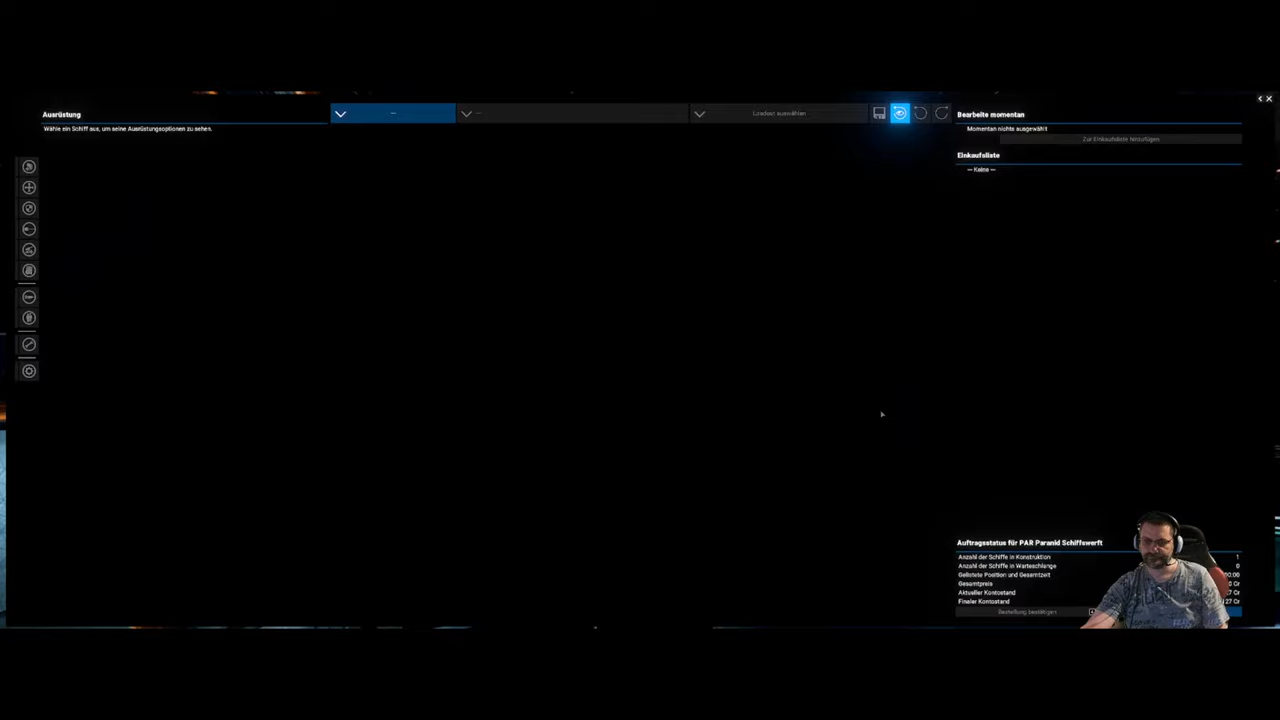 Ausrüstung
Wähle ein Schiff aus, um seine Ausrüstungsoptionen zu sehen.
--
--
Loadout auswählen
Bearbeite momentan
Momentan nichts ausgewählt
Zur Einkaufsliste hinzufügen
Einkaufsliste
-- Keine --
Auftragsstatus für PAR Paranid Schiffswerft
Anzahl der Schiffe in Konstruktion 1
Anzahl der Schiffe in Warteschlange 0
Gelistete Position und Gesamtzeit
Gesamtpreis
Aktueller Kontostand
Finaler Kontostand
Bestellung bestätigen